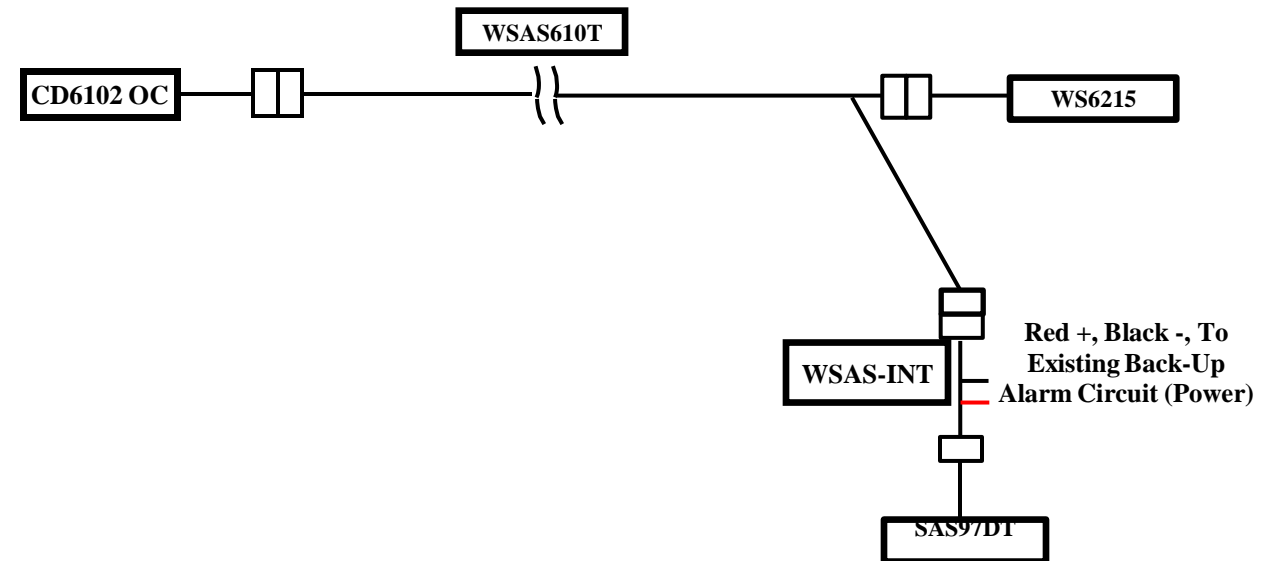 WSAS610T
CD6102 OC
WS6215
WSAS-INT
Red +, Black -, To
Existing Back-Up
Alarm Circuit (Power)
SAS97DT